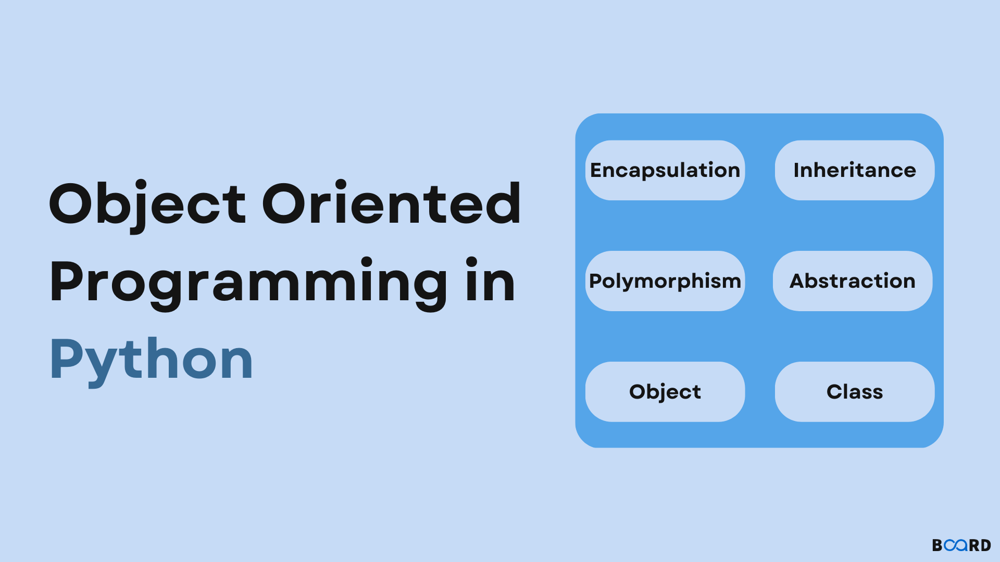 Object Oriented
Programming in
Python
Encapsulation
Inheritance
Polymorphism
Abstraction
Object
Class
BOARD